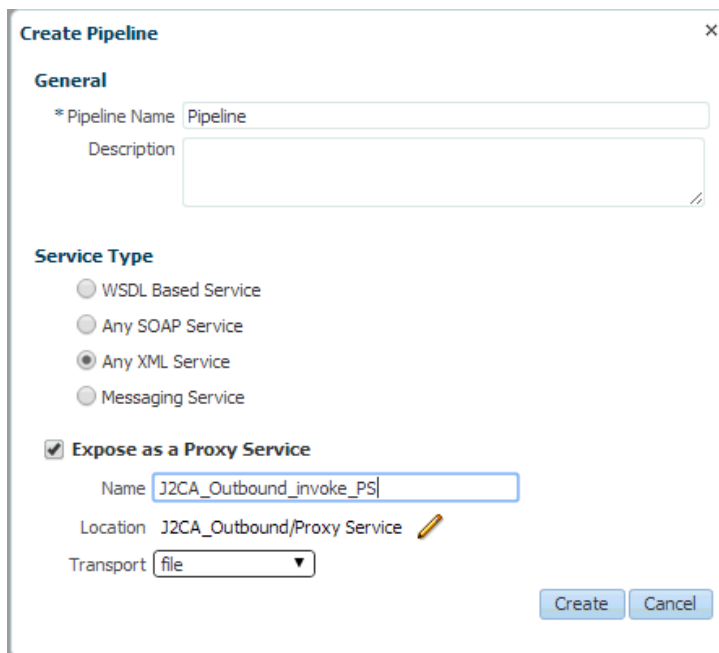 Create Pipeline
General
* Pipeline Name Pipeline
Description
Service Type
WSDL Based Service
Any SOAP Service
Any XML Service
Messaging Service
Expose as a Proxy Service
Name J2CA_Outbound_invoke_PS
Location J2CA_Outbound/Proxy Service
Transport file
Create Cancel